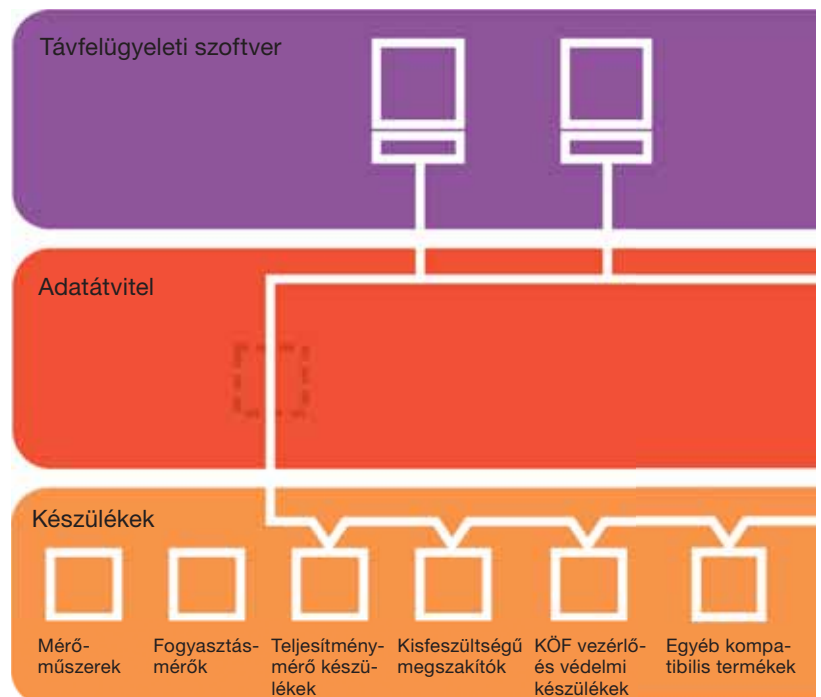 Távfelügyeleti szoftver
Adatátvitel
Készülékek
Mérő-
műszerek
Fogyasztás-
mérők
Teljesítmény-
mérő készü-
lékek
Kisfeszültségű
megszakítók
KÖF vezérlő-
és védelmi
készülékek
Egyéb kompa-
tibilis termékek